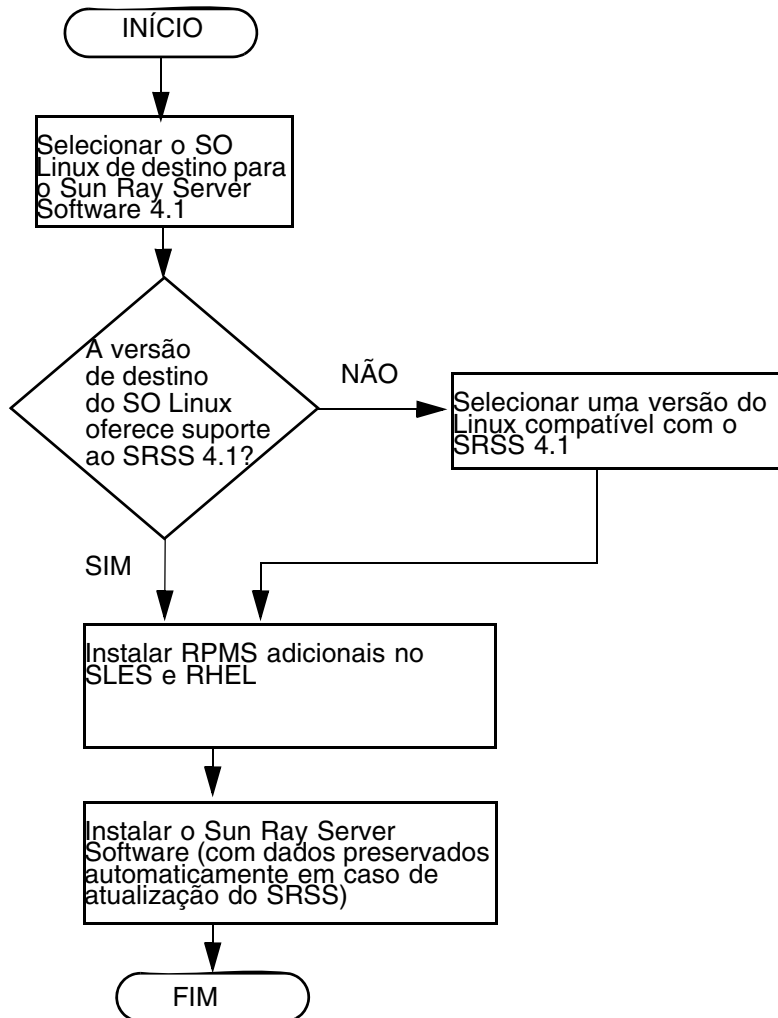 INÍCIO
Selecionar o SO
Linux de destino para
o Sun Ray Server
Software 4.1
A versão
de destino
do SO Linux
oferece suporte
ao SRSS 4.1?
NÃO
Selecionar uma versão do
Linux compatível com o
SRSS 4.1
SIM
Instalar RPMS adicionais no
SLES e RHEL
Instalar o Sun Ray Server
Software (com dados preservados
automaticamente em caso de
atualização do SRSS)
FIM